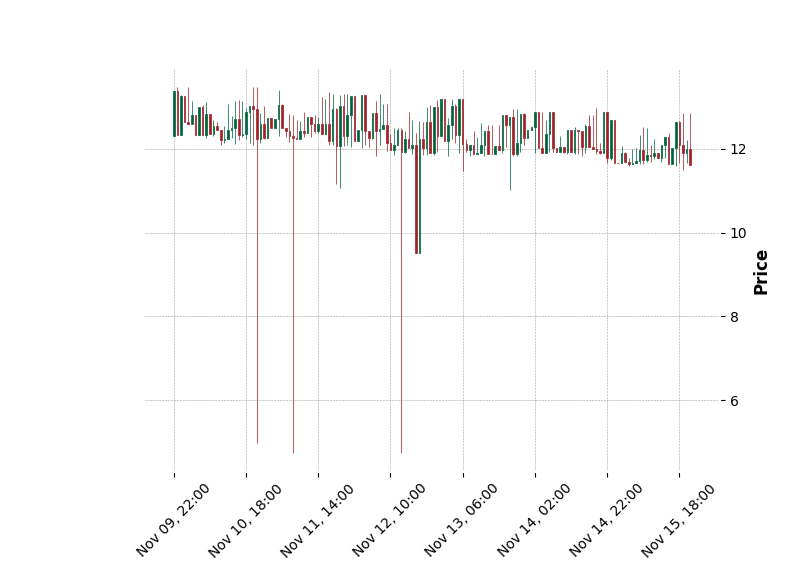 12
10
8
6
Price
Nov 09, 22:00
Nov 10, 18:00
Nov 11, 14:00
Nov 12, 10:00
Nov 13, 06:00
Nov 14, 02:00
Nov 14, 22:00
Nov 15, 18:00